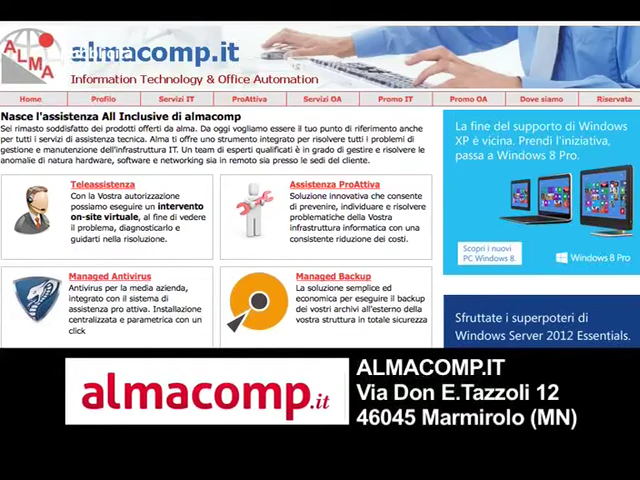 ALMA
almacomp.it
Information Technology & Office Automation
Home Profilo Servizi IT ProAttiva Servizi OA Promo IT Promo OA Dove siamo Riservata
Nasce l'assistenza All Inclusive di almacomp
Sei rimasto soddisfatto dei prodotti offerti da alma. Da oggi vogliamo essere il tuo punto di riferimento anche
per tutti i servizi di assistenza tecnica. Alma ti offre uno strumento integrato per risolvere tutti i problemi di
gestione e manutenzione dell'infrastruttura IT. Un team di esperti qualificati è in grado di gestire e risolvere le
anomalie di natura hardware, software e networking sia in remoto sia presso le sedi del cliente.
Teleassistenza
Con la Vostra autorizzazione
possiamo eseguire un intervento
on-site virtuale, al fine di vedere
il problema, diagnosticarlo e
guidarti nella risoluzione.
Assistenza ProAttiva
Soluzione innovativa che consente
di prevenire, individuare e risolvere
problematiche della Vostra
infrastruttura informatica con una
consistente riduzione dei costi.
Managed Antivirus
Antivirus per la media azienda,
integrato con il sistema di
assistenza pro attiva. Installazione
centralizzata e parametrica con un
click
Managed Backup
La soluzione semplice ed
economica per eseguire il backup
dei vostri archivi all'esterno della
vostra struttura in totale sicurezza
La fine del supporto di Windows
XP è vicina. Prendi l'iniziativa,
passa a Windows 8 Pro.
Scopri i nuovi
PC Windows 8.
Windows 8 Pro
Sfruttate i superpoteri di
Windows Server 2012 Essentials.
almacomp.it
ALMACOMP.IT
Via Don E.Tazzoli 12
46045 Marmirolo (MN)